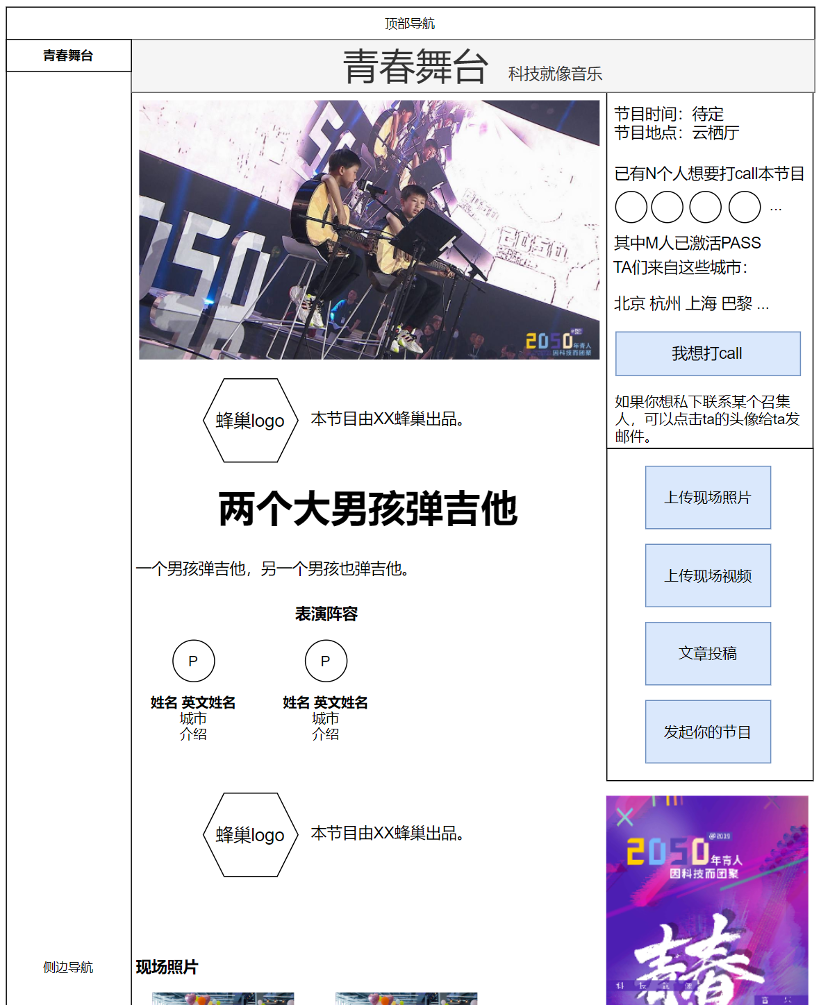 顶部导航
青春舞台
青春舞台 科技就像音乐
2050
2050
2050年青人
因科技而团聚
节目时间：待定
节目地点：云栖厅
已有N个人想要打call本节目
...
其中M人已激活PASS
TA们来自这些城市：
北京 杭州 上海 巴黎 ...
我想打call
如果你想私下联系某个召集
人，可以点击ta的头像给ta发
邮件。
蜂巢logo 本节目由XX蜂巢出品。
两个大男孩弹吉他
一个男孩弹吉他，另一个男孩也弹吉他。
表演阵容
P P
姓名 英文姓名 姓名 英文姓名
城市 城市
介绍 介绍
蜂巢logo 本节目由XX蜂巢出品。
上传现场照片
上传现场视频
文章投稿
发起你的节目
2050年青人
因科技而团聚
青春
侧边导航
现场照片